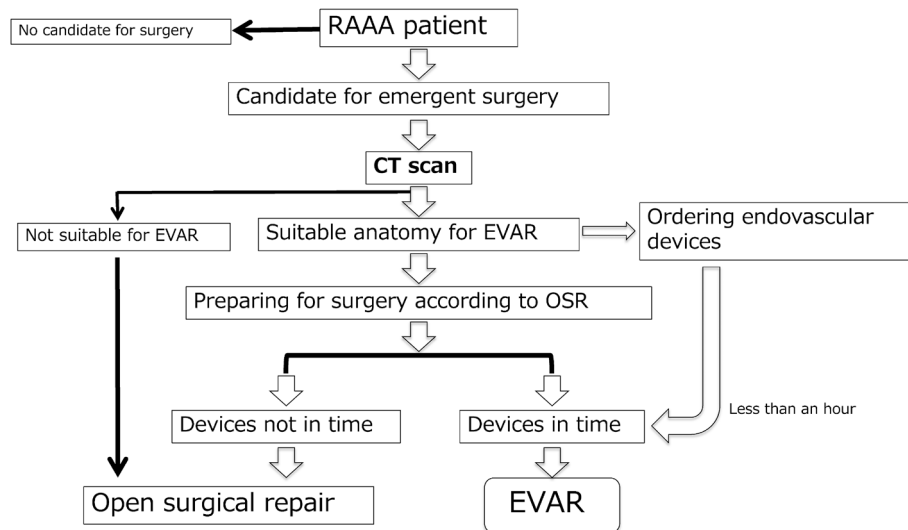 No candidate for surgery
RAAA patient
Candidate for emergent surgery
CT scan
Not suitable for EVAR
Suitable anatomy for EVAR
Ordering endovascular
devices
Preparing for surgery according to OSR
Less than an hour
Devices not in time
Devices in time
Open surgical repair
EVAR